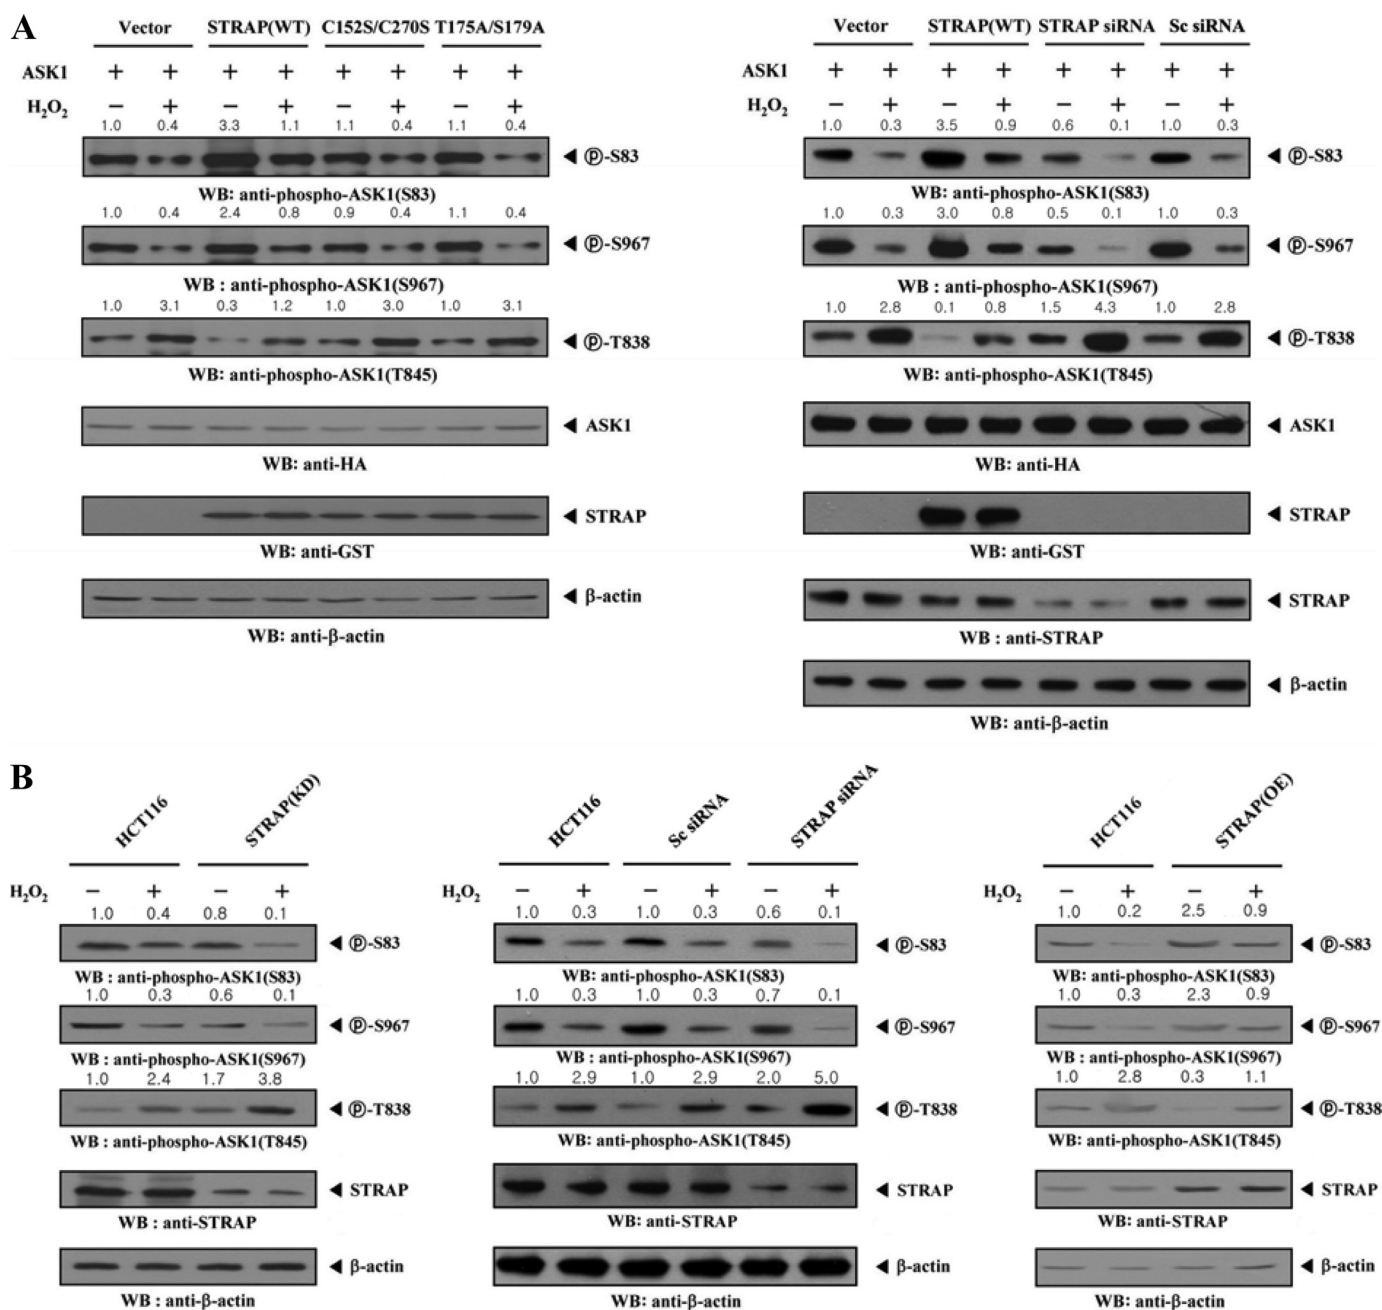 A
Vector STRAP(WT) C152S/C270S T175A/S179A
ASK1 + + + + + + + +
H₂O₂ − + − + − + − +
1.0 0.4 3.3 1.1 1.1 0.4 1.1 0.4
◄ ⓟ-S83
WB: anti-phospho-ASK1(S83)
1.0 0.4 2.4 0.8 0.9 0.4 1.1 0.4
◄ ⓟ-S967
WB : anti-phospho-ASK1(S967)
1.0 3.1 0.3 1.2 1.0 3.0 1.0 3.1
◄ ⓟ-T838
WB: anti-phospho-ASK1(T845)
◄ ASK1
WB: anti-HA
◄ STRAP
WB: anti-GST
◄ β-actin
WB: anti-β-actin
Vector STRAP(WT) STRAP siRNA Sc siRNA
ASK1 + + + + + + + +
H₂O₂ − + − + − + − +
1.0 0.3 3.5 0.9 0.6 0.1 1.0 0.3
◄ ⓟ-S83
WB: anti-phospho-ASK1(S83)
1.0 0.3 3.0 0.8 0.5 0.1 1.0 0.3
◄ ⓟ-S967
WB: anti-phospho-ASK1(S967)
1.0 2.8 0.1 0.8 1.5 4.3 1.0 2.8
◄ ⓟ-T838
WB: anti-phospho-ASK1(T845)
◄ ASK1
WB: anti-HA
◄ STRAP
WB: anti-GST
◄ STRAP
WB : anti-STRAP
◄ β-actin
WB: anti-β-actin
B
HCT116 STRAP(KD)
H₂O₂ − + − +
1.0 0.4 0.8 0.1
◄ ⓟ-S83
WB : anti-phospho-ASK1(S83)
1.0 0.3 0.6 0.1
◄ ⓟ-S967
WB : anti-phospho-ASK1(S967)
1.0 2.4 1.7 3.8
◄ ⓟ-T838
WB : anti-phospho-ASK1(T845)
◄ STRAP
WB : anti-STRAP
◄ β-actin
WB : anti-β-actin
HCT116 Sc siRNA STRAP siRNA
H₂O₂ − + − + − +
1.0 0.3 1.0 0.3 0.6 0.1
◄ ⓟ-S83
WB: anti-phospho-ASK1(S83)
1.0 0.3 1.0 0.3 0.7 0.1
◄ ⓟ-S967
WB: anti-phospho-ASK1(S967)
1.0 2.9 1.0 2.9 2.0 5.0
◄ ⓟ-T838
WB: anti-phospho-ASK1(T845)
◄ STRAP
WB: anti-STRAP
◄ β-actin
WB: anti-β-actin
HCT116 STRAP(OE)
H₂O₂ − + − +
1.0 0.2 2.5 0.9
◄ ⓟ-S83
WB: anti-phospho-ASK1(S83)
1.0 0.3 2.3 0.9
◄ ⓟ-S967
WB: anti-phospho-ASK1(S967)
1.0 2.8 0.3 1.1
◄ ⓟ-T838
WB: anti-phospho-ASK1(T845)
◄ STRAP
WB: anti-STRAP
◄ β-actin
WB: anti-β-actin